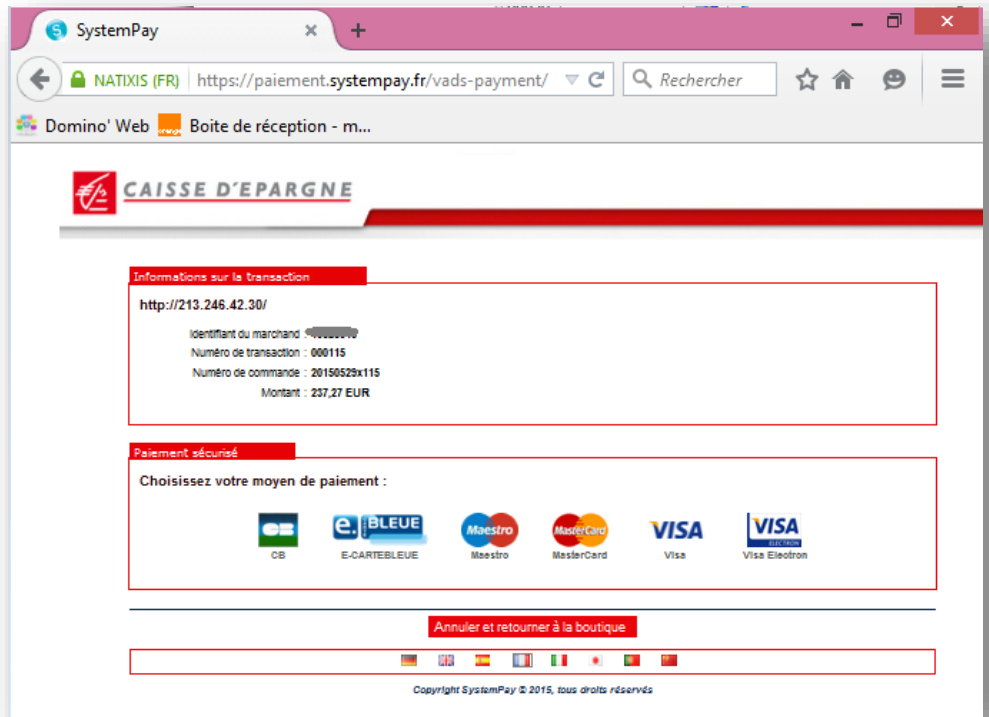 SystemPay
NATIXIS (FR) https://paiement.systempay.fr/vads-payment/ Rechercher
Domino' Web orange Boite de réception - m...
CAISSE D'EPARGNE
Informations sur la transaction
http://213.246.42.30/
Identifiant du marchand :
Numéro de transaction : 000115
Numéro de commande : 20150529x115
Montant : 237,27 EUR
Paiement sécurisé
Choisissez votre moyen de paiement :
CB e. BLEUE Maestro MasterCard VISA VISA ELECTRON
CB E-CARTEBLEUE Maestro MasterCard Visa Visa Electron
Annuler et retourner à la boutique
Copyright SystemPay © 2015, tous droits réservés